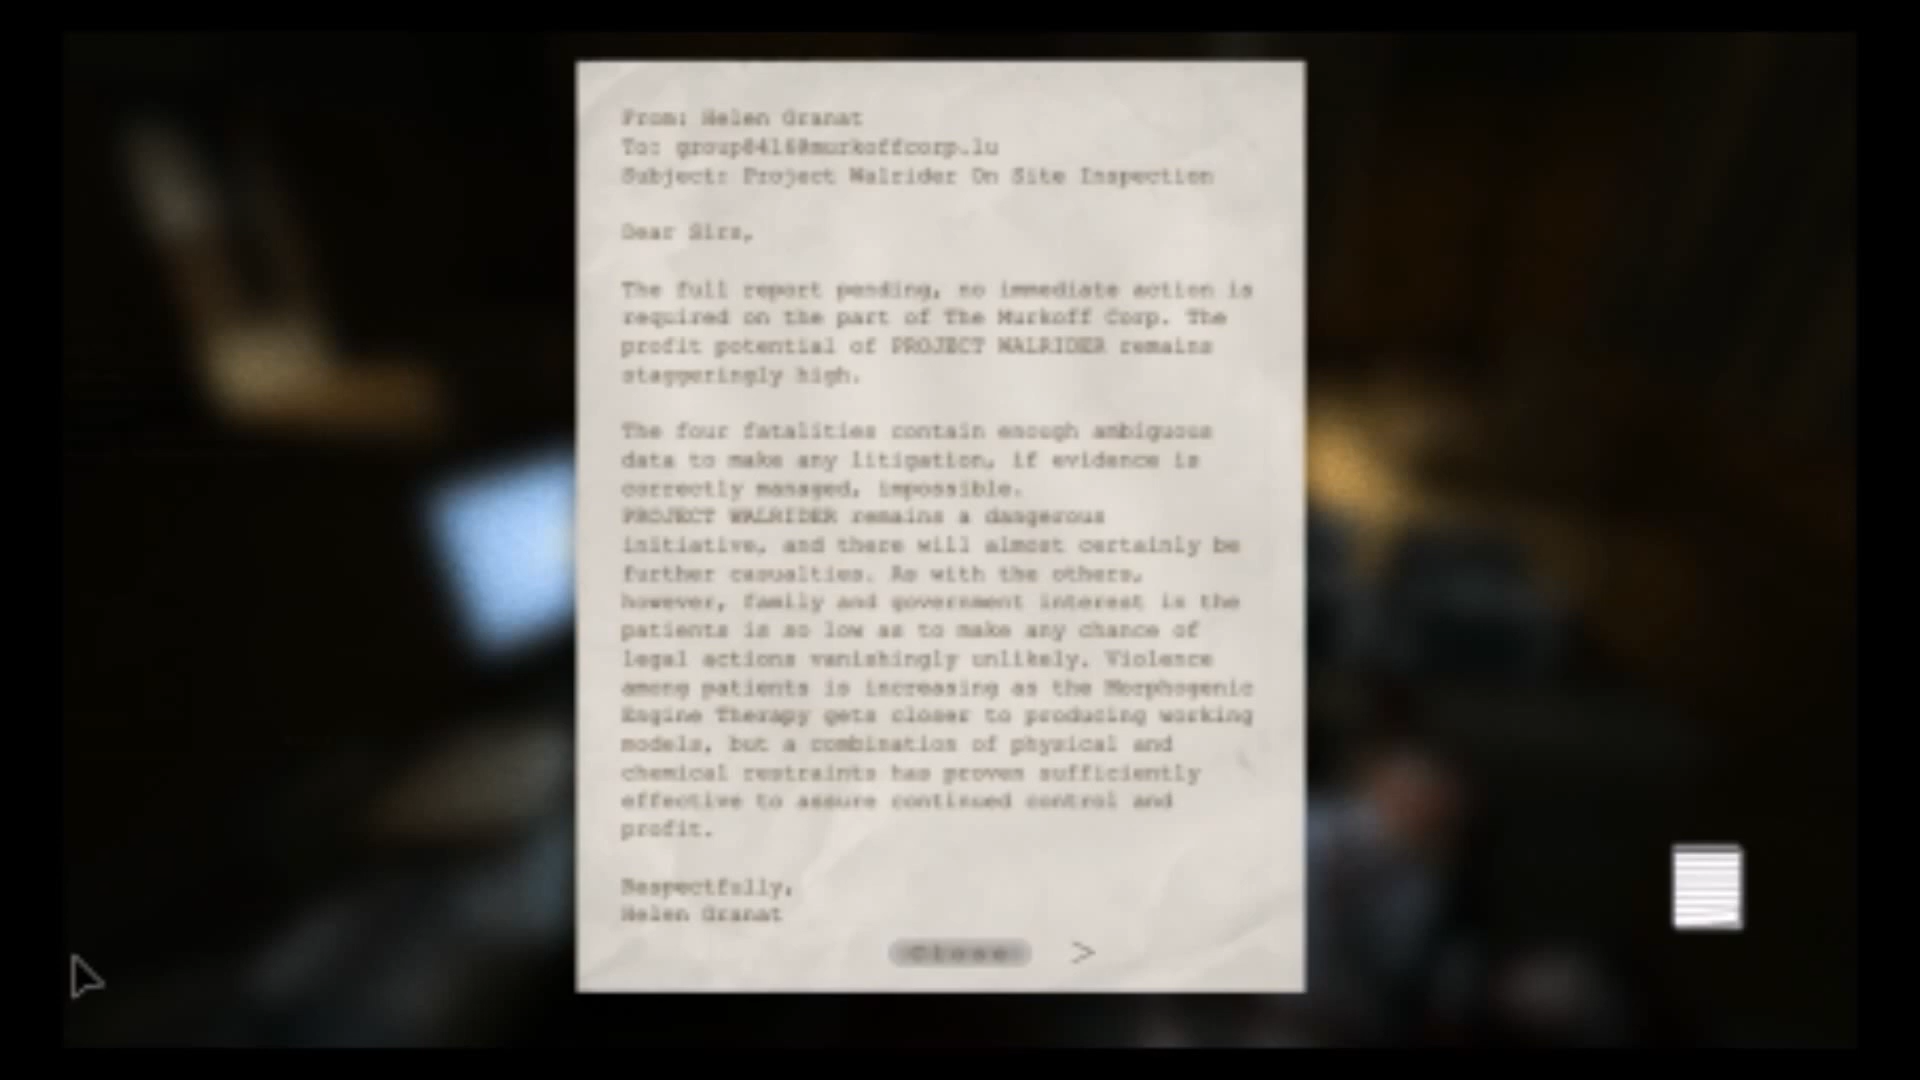 From: Helen Granat
To: group8416@murkoffcorp.lu
Subject: Project Walrider On Site Inspection
Dear Sirs,
The full report pending, no immediate action is
required on the part of The Murkoff Corp. The
profit potential of PROJECT WALRIDER remains
staggeringly high.
The four fatalities contain enough ambiguous
data to make any litigation, if evidence is
correctly managed, impossible.
PROJECT WALRIDER remains a dangerous
initiative, and there will almost certainly be
further casualties. As with the others,
however, family and government interest is the
patients is so low as to make any chance of
legal actions vanishingly unlikely. Violence
among patients is increasing as the Morphogenic
Engine Therapy gets closer to producing working
models, but a combination of physical and
chemical restraints has proven sufficiently
effective to assure continued control and
profit.
Respectfully,
Helen Granat
Close >